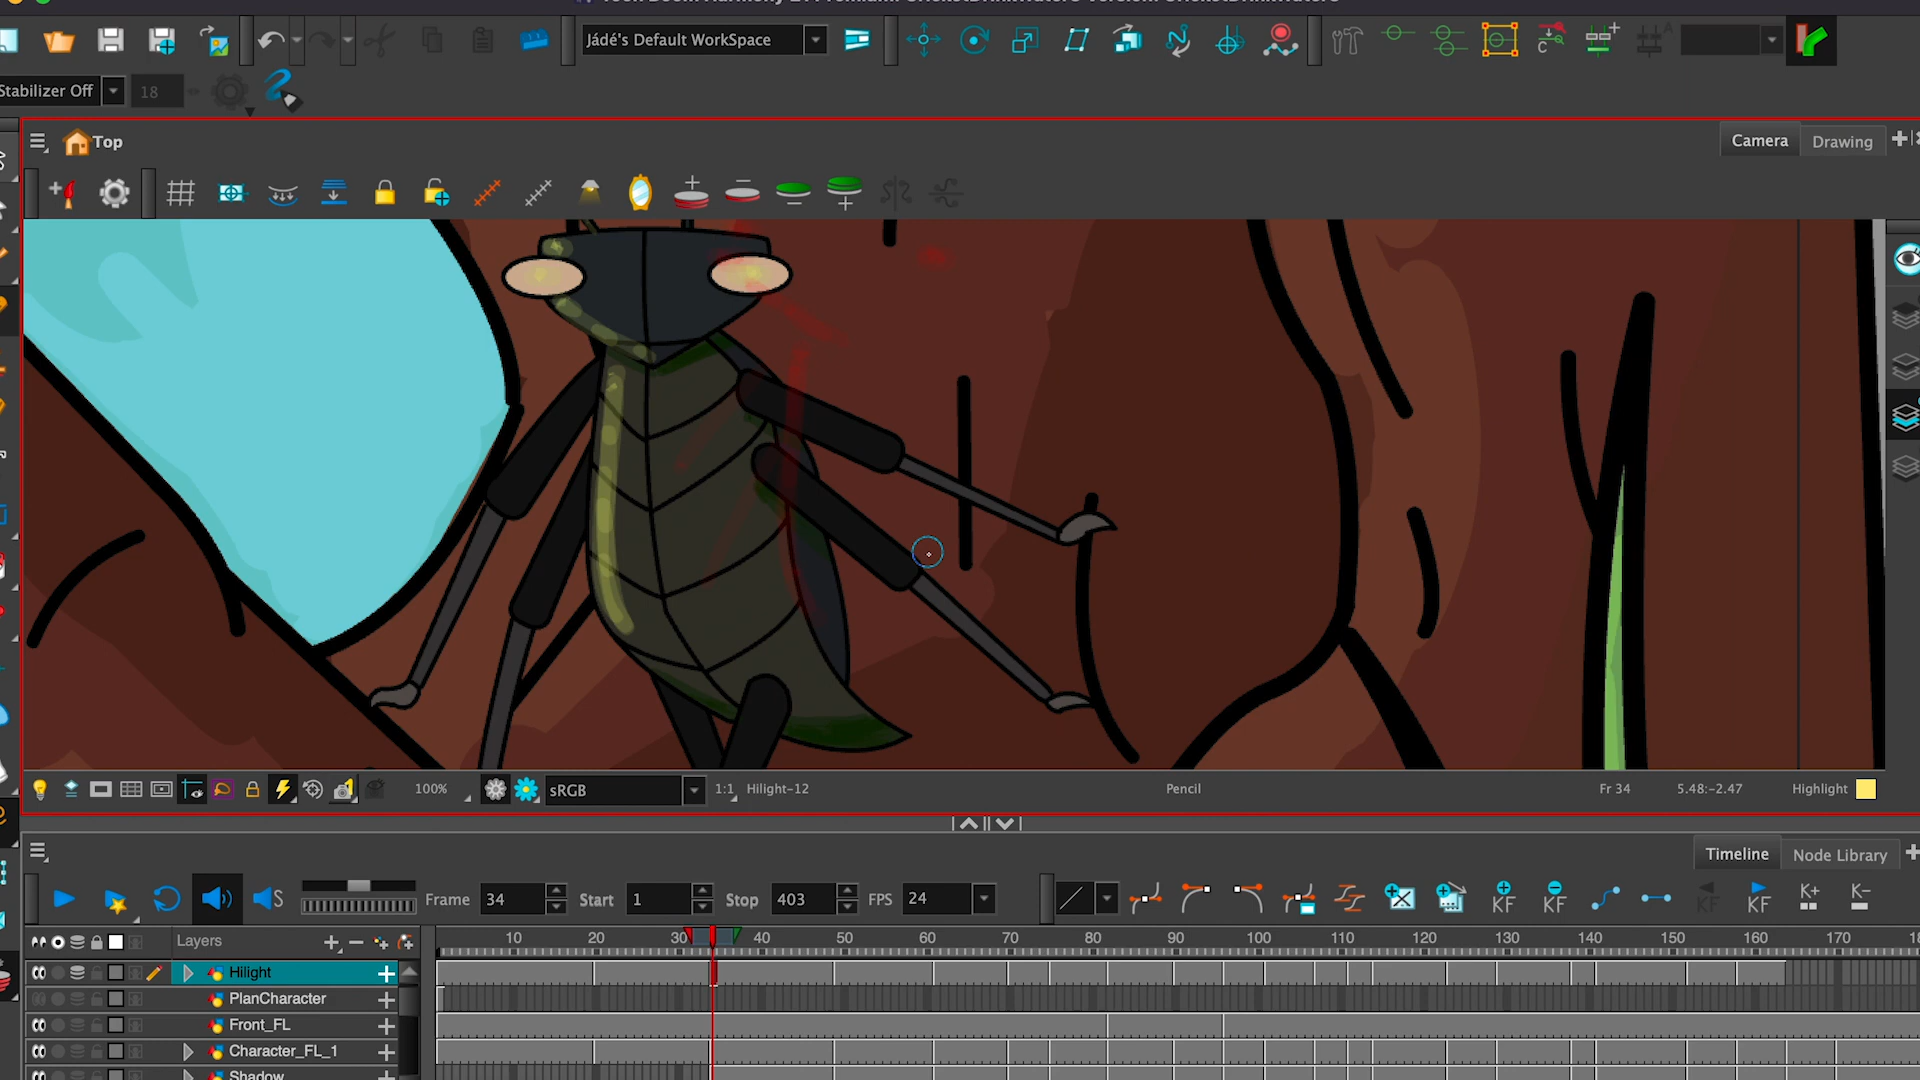 Jádé's Default WorkSpace
Stabilizer Off
18
Top
Camera
Drawing
100%
sRGB
1:1
Hilight-12
Pencil
Fr 34
5.48:-2.47
Highlight
Timeline
Node Library
S
Frame
34
Start
1
Stop
403
FPS
24
KF
KF
KF
KF
K+
K-
Layers
10
20
30
40
50
60
70
80
90
100
110
120
130
140
150
160
170
Hilight
PlanCharacter
Front_FL
Character_FL_1
Shadow